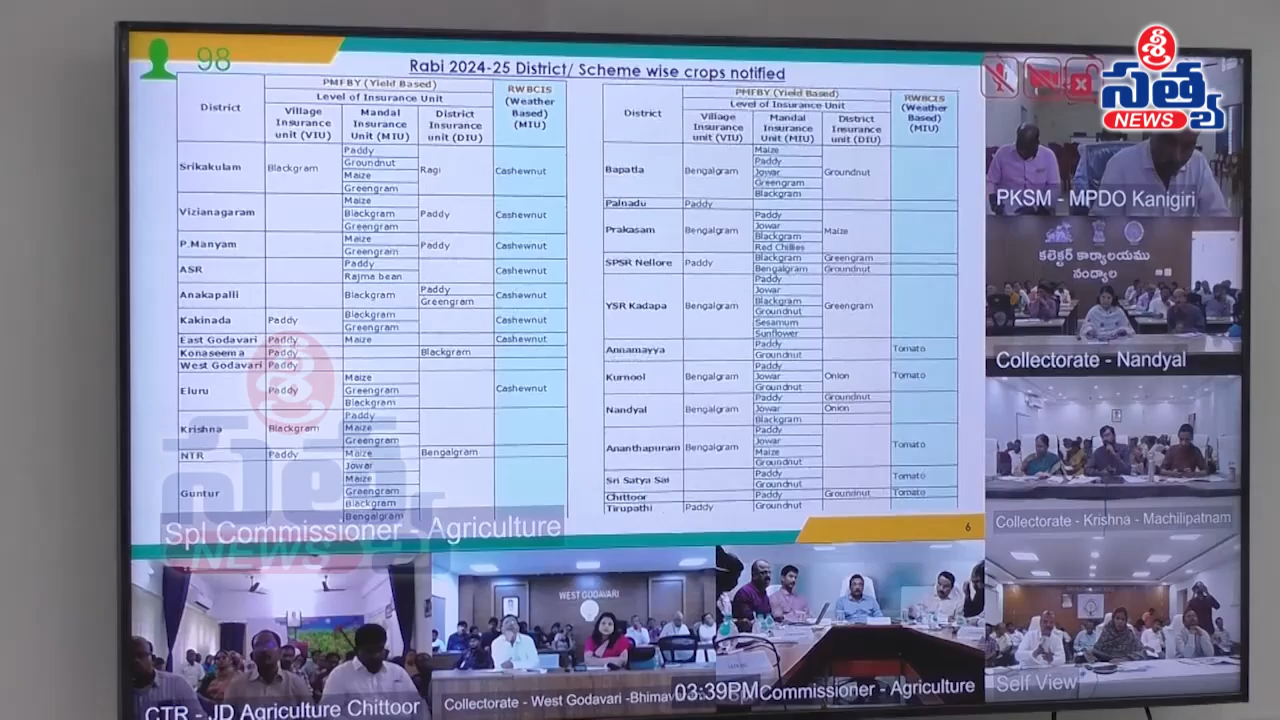 98
Rabi 2024-25 District/ Scheme wise crops notified
District
PMFBY (Yield Based)
Level of Insurance Unit
Village Insurance unit (VIU)
Mandal Insurance Unit (MIU)
District Insurance unit (DIU)
RWBCIS (Weather Based) (MIU)
Srikakulam
Blackgram
Paddy
Groundnut
Maize
Greengram
Ragi
Cashewnut
Vizianagaram
Maize
Blackgram
Greengram
Paddy
Cashewnut
P.Manyam
Maize
Greengram
Paddy
Cashewnut
ASR
Paddy
Rajma bean
Cashewnut
Anakapalli
Blackgram
Paddy
Greengram
Cashewnut
Kakinada
Paddy
Blackgram
Greengram
Cashewnut
East Godavari
Paddy
Maize
Cashewnut
Konaseema
Paddy
Blackgram
West Godavari
Paddy
Eluru
Paddy
Maize
Greengram
Blackgram
Cashewnut
Krishna
Blackgram
Paddy
Maize
Greengram
NTR
Paddy
Maize
Bengalgram
Guntur
Jowar
Maize
Greengram
Blackgram
Bengalgram
District
PMFBY (Yield Based)
Level of Insurance Unit
Village Insurance unit (VIU)
Mandal Insurance Unit (MIU)
District Insurance unit (DIU)
RWBCIS (Weather Based) (MIU)
Bapatla
Bengalgram
Maize
Paddy
Jowar
Greengram
Blackgram
Groundnut
Palnadu
Paddy
Prakasam
Bengalgram
Paddy
Jowar
Blackgram
Red Chillies
Maize
SPSR Nellore
Paddy
Blackgram
Bengalgram
Greengram
Groundnut
YSR Kadapa
Bengalgram
Paddy
Jowar
Blackgram
Groundnut
Sesamum
Sunflower
Greengram
Annamayya
Paddy
Groundnut
Tomato
Kurnool
Bengalgram
Paddy
Jowar
Groundnut
Onion
Tomato
Nandyal
Bengalgram
Paddy
Jowar
Blackgram
Groundnut
Onion
Ananthapuram
Bengalgram
Paddy
Jowar
Maize
Groundnut
Tomato
Sri Satya Sai
Paddy
Groundnut
Tomato
Chittoor
Paddy
Groundnut
Tomato
Tirupathi
Paddy
Groundnut
6
Spl Commissioner - Agriculture
శ్రీ
సత్య
NEWS
శ్రీ
సత్య
NEWS
PKSM - MPDO Kanigiri
కలెక్టర్ కార్యాలయము
నంద్యాల
Collectorate - Nandyal
Collectorate - Krishna - Machilipatnam
Self View
CTR - JD Agriculture Chittoor
WEST GODAVARI
Collectorate - West Godavari -Bhimav
03:39PM
Commissioner - Agriculture